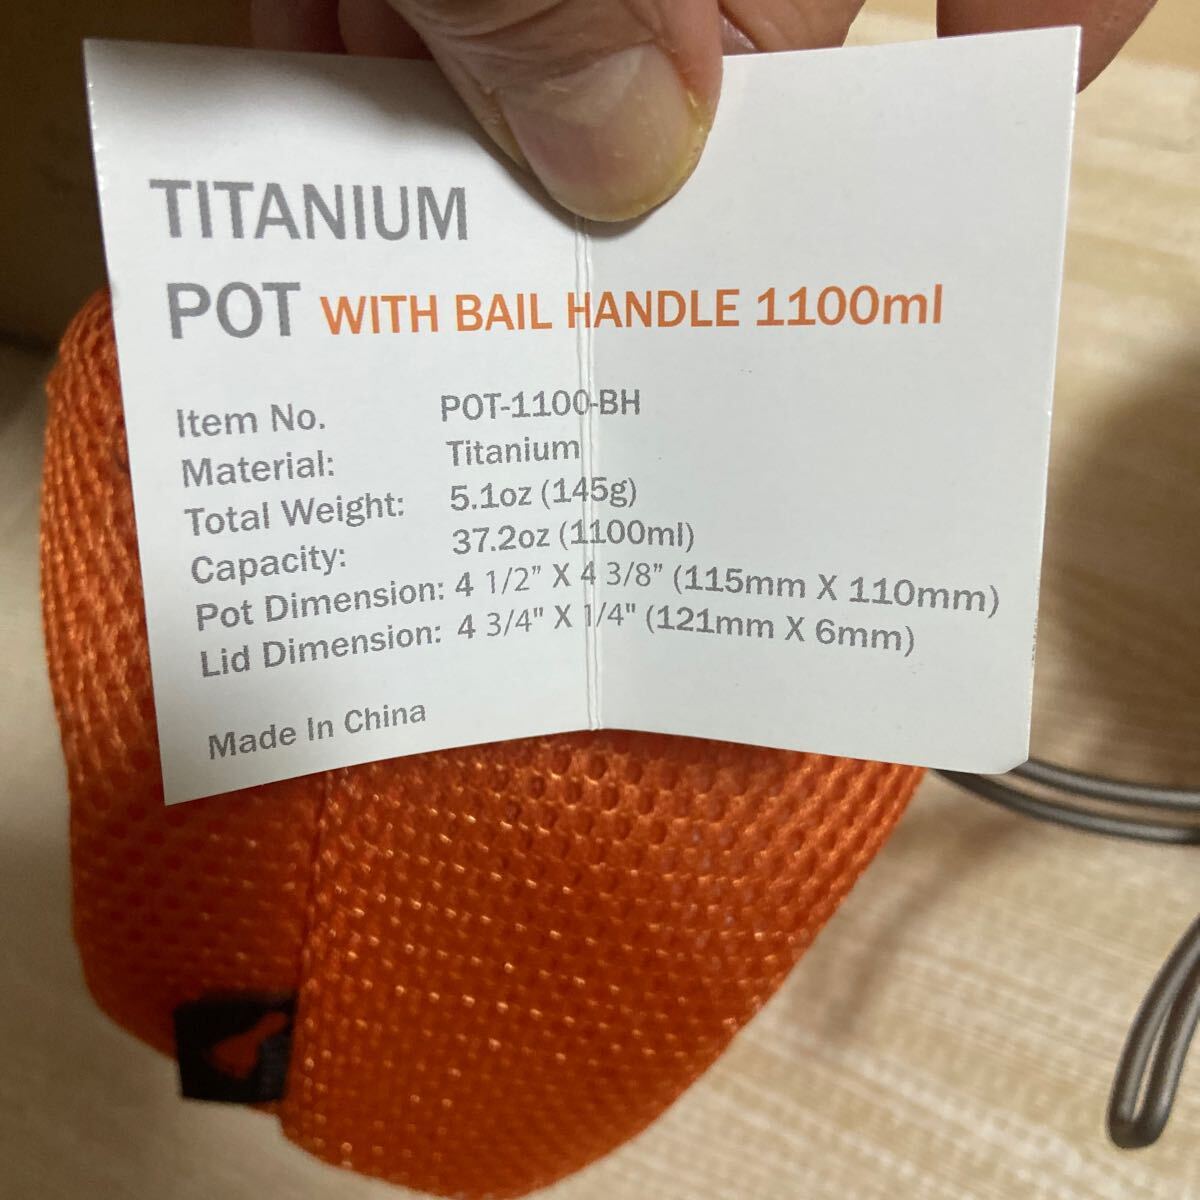 TITANIUM
POT WITH BAIL HANDLE 1100ml
Item No. POT-1100-BH
Material: Titanium
Total Weight: 5.1oz (145g)
Capacity: 37.2oz (1100ml)
Pot Dimension: 4 1/2” X 4 3/8” (115mm X 110mm)
Lid Dimension: 4 3/4" X 1/4" (121mm X 6mm)
Made In China